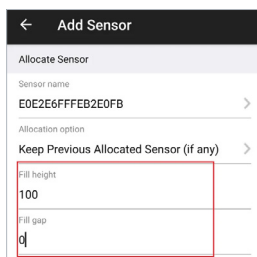 Add Sensor
Allocate Sensor
Sensor name
E0E2E6FFFEB2E0FB
Allocation option
Keep Previous Allocated Sensor (if any)
Fill height
100
Fill gap
0